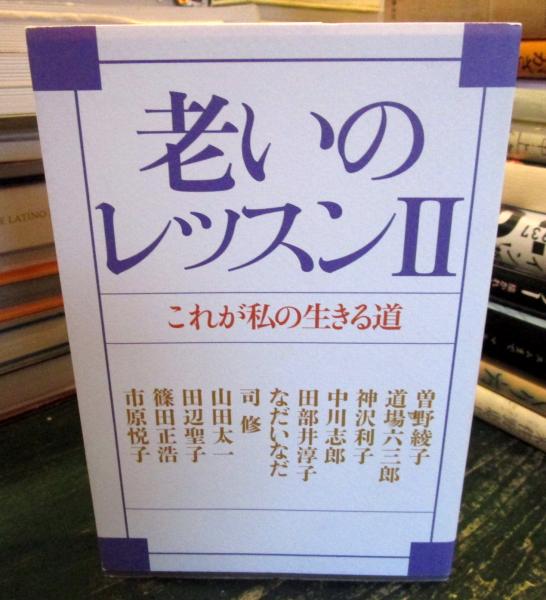 老いの
レッスンII
これが私の生きる道
曽野綾子
道場六三郎
神沢利子
中川志郎
田部井淳子
なだいなだ
司修
山田太一
田辺聖子
篠田正浩
市原悦子
LATINO